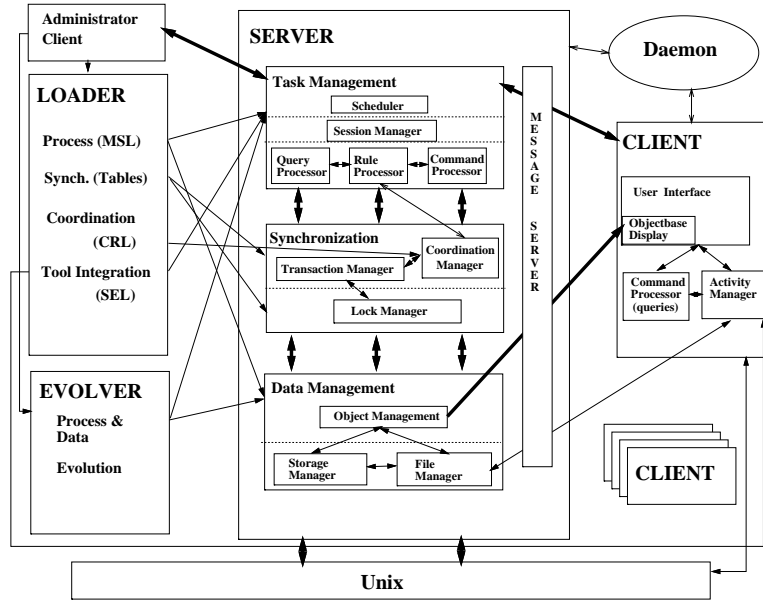 Administrator
Client
LOADER
Process (MSL)
Synch. (Tables)
Coordination
(CRL)
Tool Integration
(SEL)
EVOLVER
Process &
Data
Evolution
SERVER
Task Management
Scheduler
Session Manager
Query
Processor
Rule
Processor
Command
Processor
Synchronization
Coordination
Manager
Transaction Manager
Lock Manager
Data Management
Object Management
Storage
Manager
File
Manager
MESSAGE
SERVER
Daemon
CLIENT
User Interface
Objectbase
Display
Command
Processor
(queries)
Activity
Manager
CLIENT
Unix